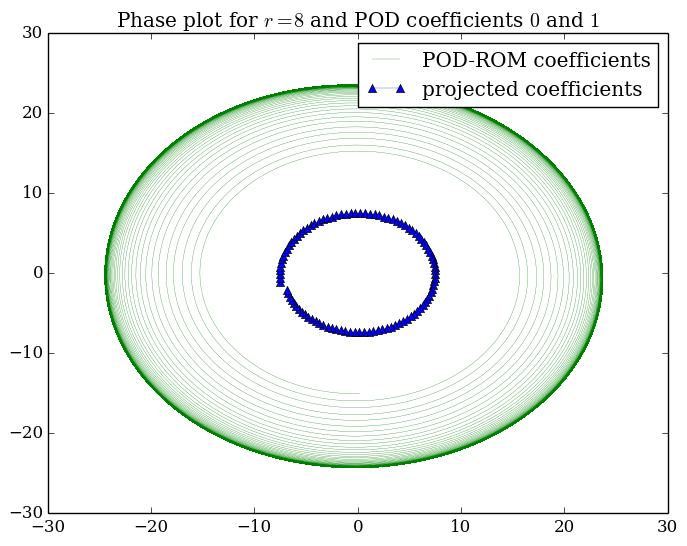 Phase plot for r = 8 and POD coefficients 0 and 1
30
20
10
0
−10
−20
−30
POD-ROM coefficients
projected coefficients
−30 −20 −10 0 10 20 30